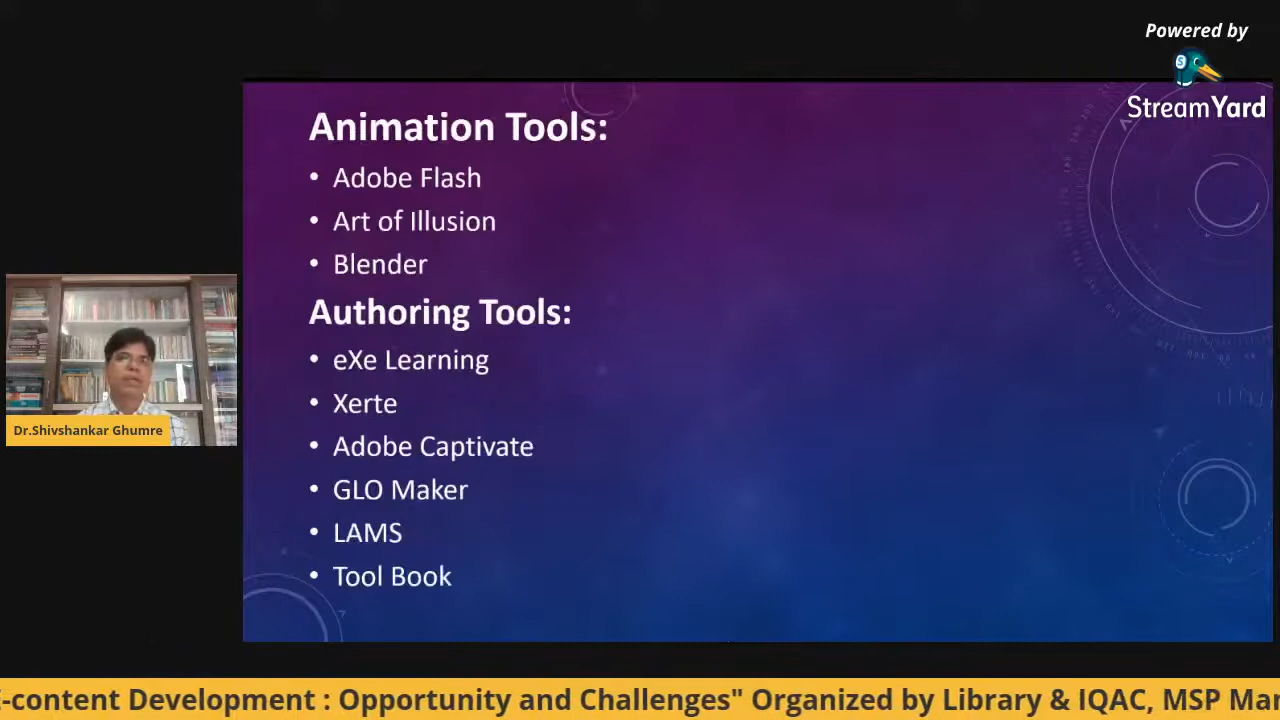 Powered by
StreamYard
Animation Tools:
• Adobe Flash
• Art of Illusion
• Blender
Authoring Tools:
• eXe Learning
• Xerte
• Adobe Captivate
• GLO Maker
• LAMS
• Tool Book
Dr.Shivshankar Ghumre
-content Development : Opportunity and Challenges" Organized by Library & IQAC, MSP